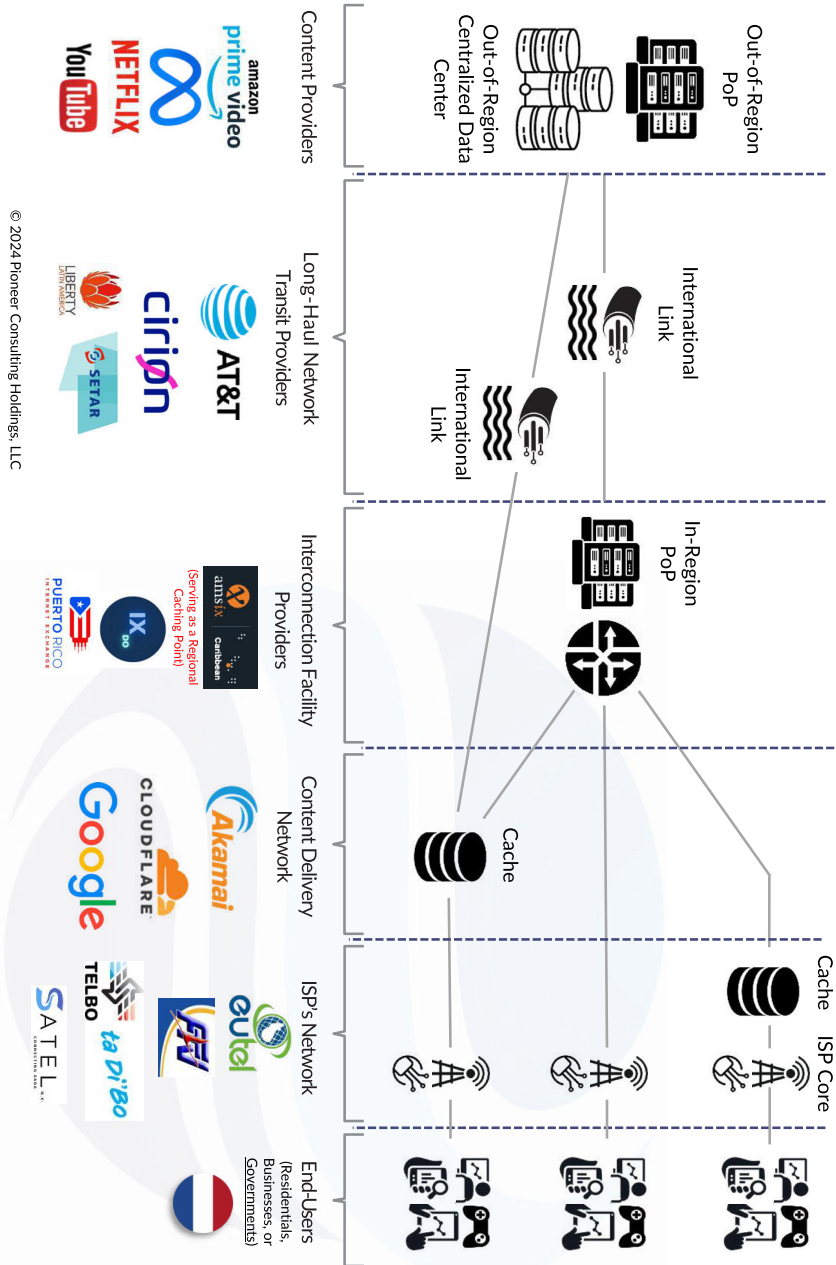 Out-of-Region
PoP
Out-of-Region
Centralized Data
Center
International
Link
International
Link
In-Region
PoP
Cache
Cache
ISP Core
Content Providers
Long-Haul Network
Transit Providers
Interconnection Facility
Providers
Content Delivery
Network
ISP's Network
End-Users
(Residentials,
Businesses, or
Governments)
amazon
prime video
NETFLIX
YouTube
AT&T
cirion
LIBERTY
LATIN AMERICA
SETAR
amsix
Caribbean
(Serving as a Regional
Caching Point)
IX
DO
PUERTO RICO
INTERNET EXCHANGE
Akamai
CLOUDFLARE
Google
eutel
FTV
TELBO
ta Di'Bo
SATEL N.V.
CONNECTING SABA
© 2024 Pioneer Consulting Holdings, LLC